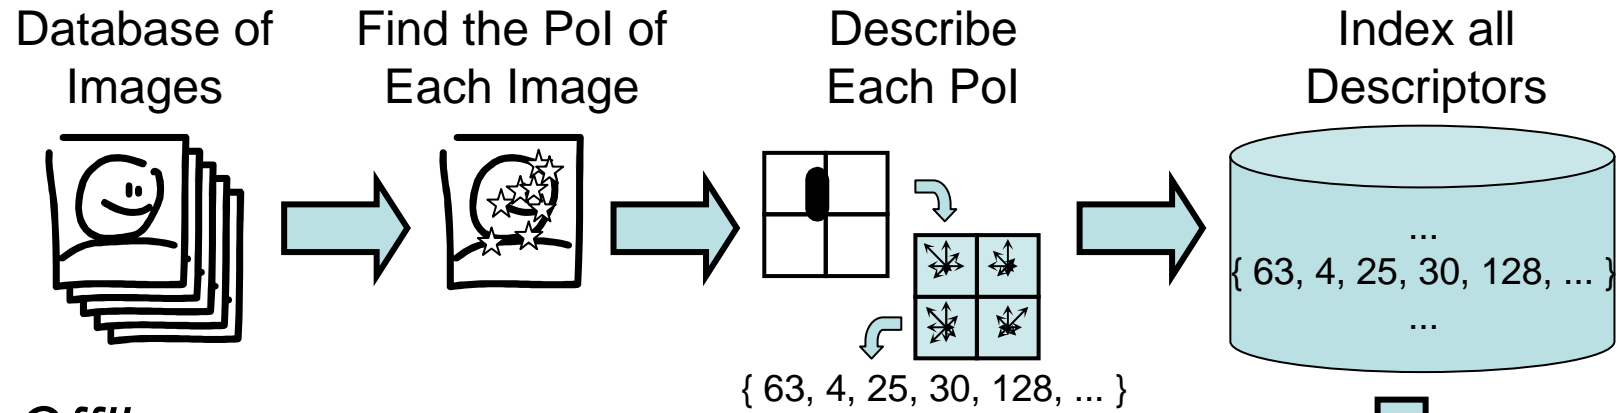 Database of
Images
Find the PoI of
Each Image
Describe
Each PoI
Index all
Descriptors
...
{ 63, 4, 25, 30, 128, ... }
...
{ 63, 4, 25, 30, 128, ... }